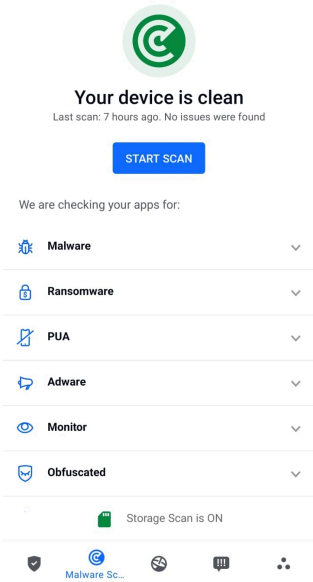 Your device is clean
Last scan: 7 hours ago. No issues were found
START SCAN
We are checking your apps for:
Malware
Ransomware
PUA
Adware
Monitor
Obfuscated
Storage Scan is ON
Malware Sc...